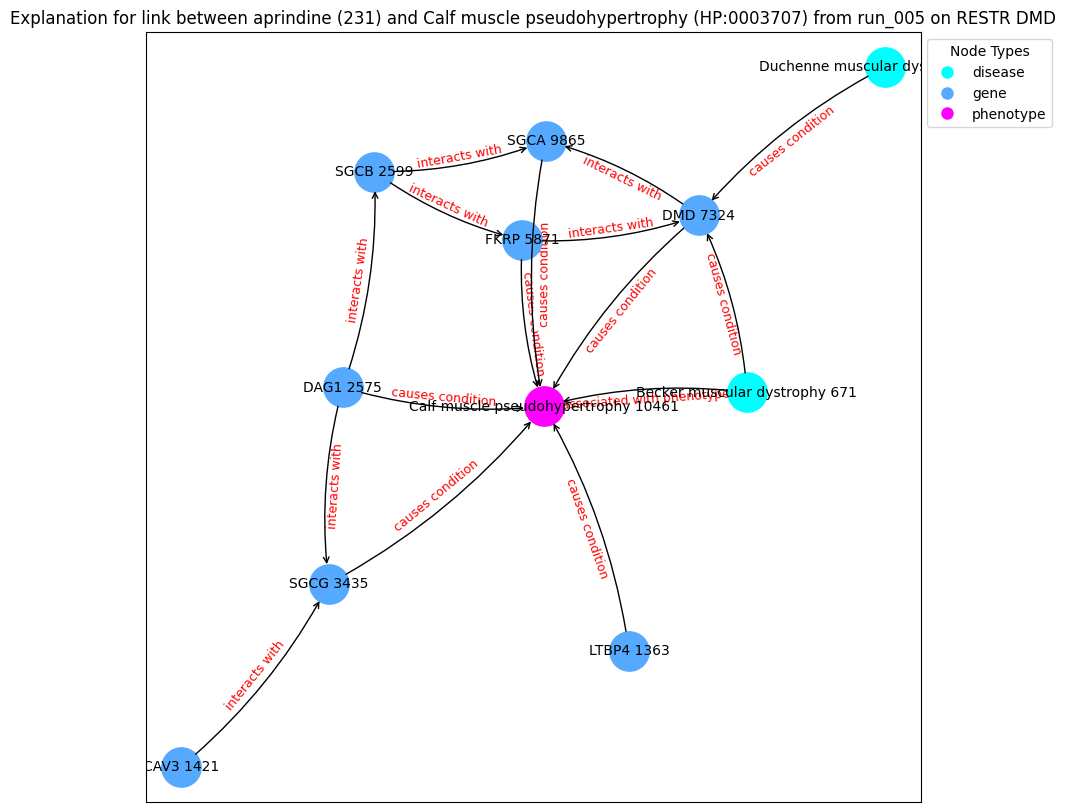 Explanation for link between aprindine (231) and Calf muscle pseudohypertrophy (HP:0003707) from run_005 on RESTR DMD
Node Types
disease
gene
phenotype
Duchenne muscular dys
causes condition
SGCA 9865
interacts with
SGCB 2599
interacts with
interacts with
DMD 7324
FKRP 5871
interacts with
causes condition
causes condition
causes condition
causes condition
interacts with
DAG1 2575
causes condition
Becker muscular dystrophy 671
associated with phenotype
Calf muscle pseudohypertrophy 10461
interacts with
causes condition
causes condition
SGCG 3435
LTBP4 1363
interacts with
CAV3 1421